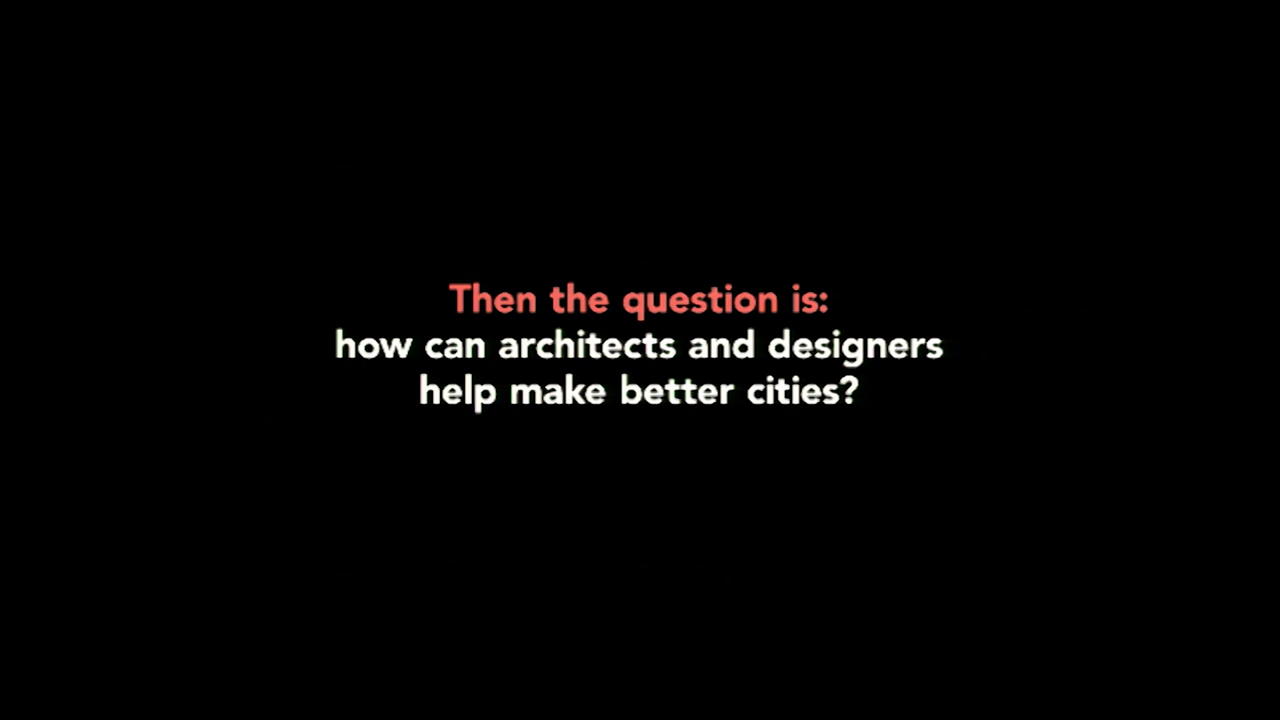 Then the question is:
how can architects and designers
help make better cities?